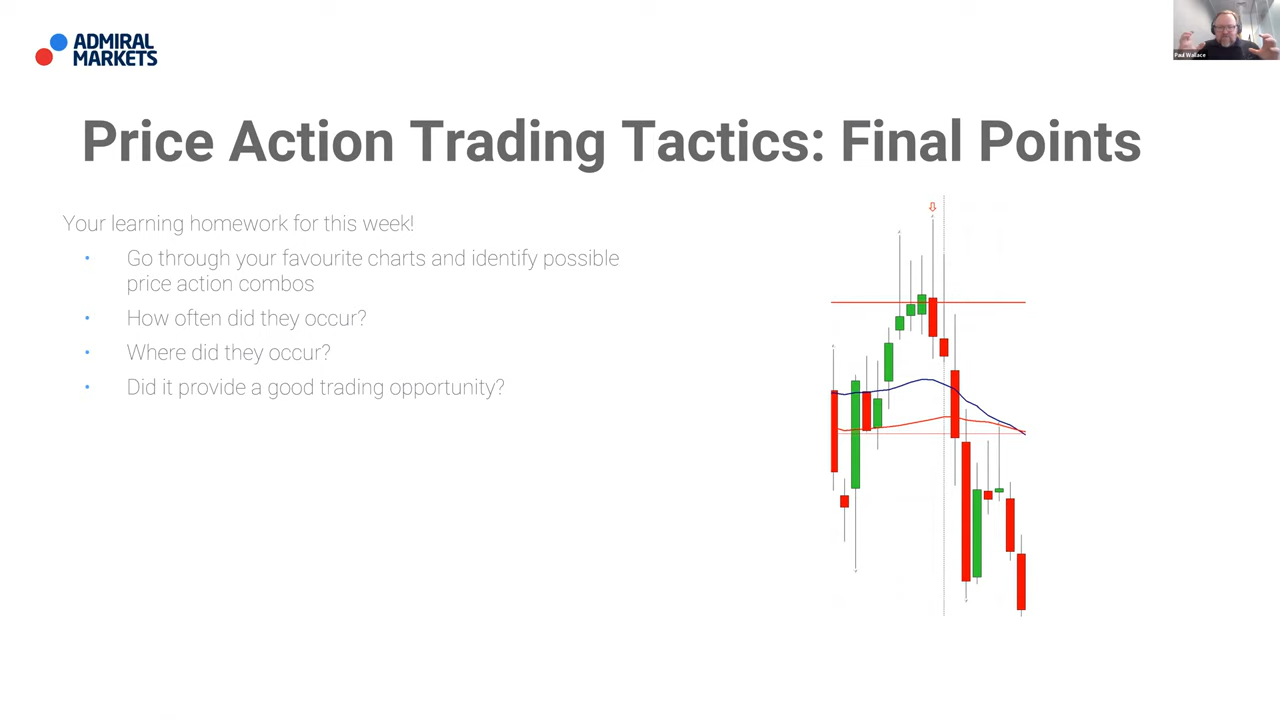 ADMIRAL
MARKETS
Paul Wallace
Price Action Trading Tactics: Final Points
Your learning homework for this week!
• Go through your favourite charts and identify possible
price action combos
• How often did they occur?
• Where did they occur?
• Did it provide a good trading opportunity?